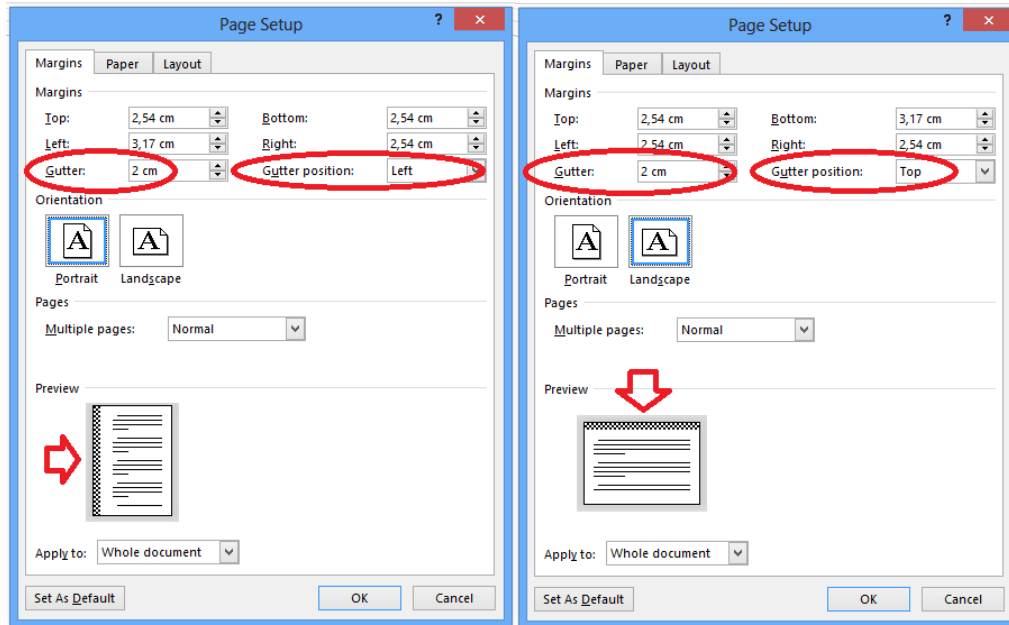 Page Setup ? ×
Margins Paper Layout
Margins
Top: 2,54 cm Bottom: 2,54 cm
Left: 3,17 cm Right: 2,54 cm
Gutter: 2 cm Gutter position: Left
Orientation
A A
Portrait Landscape
Pages
Multiple pages: Normal
Preview
Apply to: Whole document
Set As Default OK Cancel
Page Setup ? ×
Margins Paper Layout
Margins
Top: 2,54 cm Bottom: 3,17 cm
Left: 2,54 cm Right: 2,54 cm
Gutter: 2 cm Gutter position: Top
Orientation
A A
Portrait Landscape
Pages
Multiple pages: Normal
Preview
Apply to: Whole document
Set As Default OK Cancel